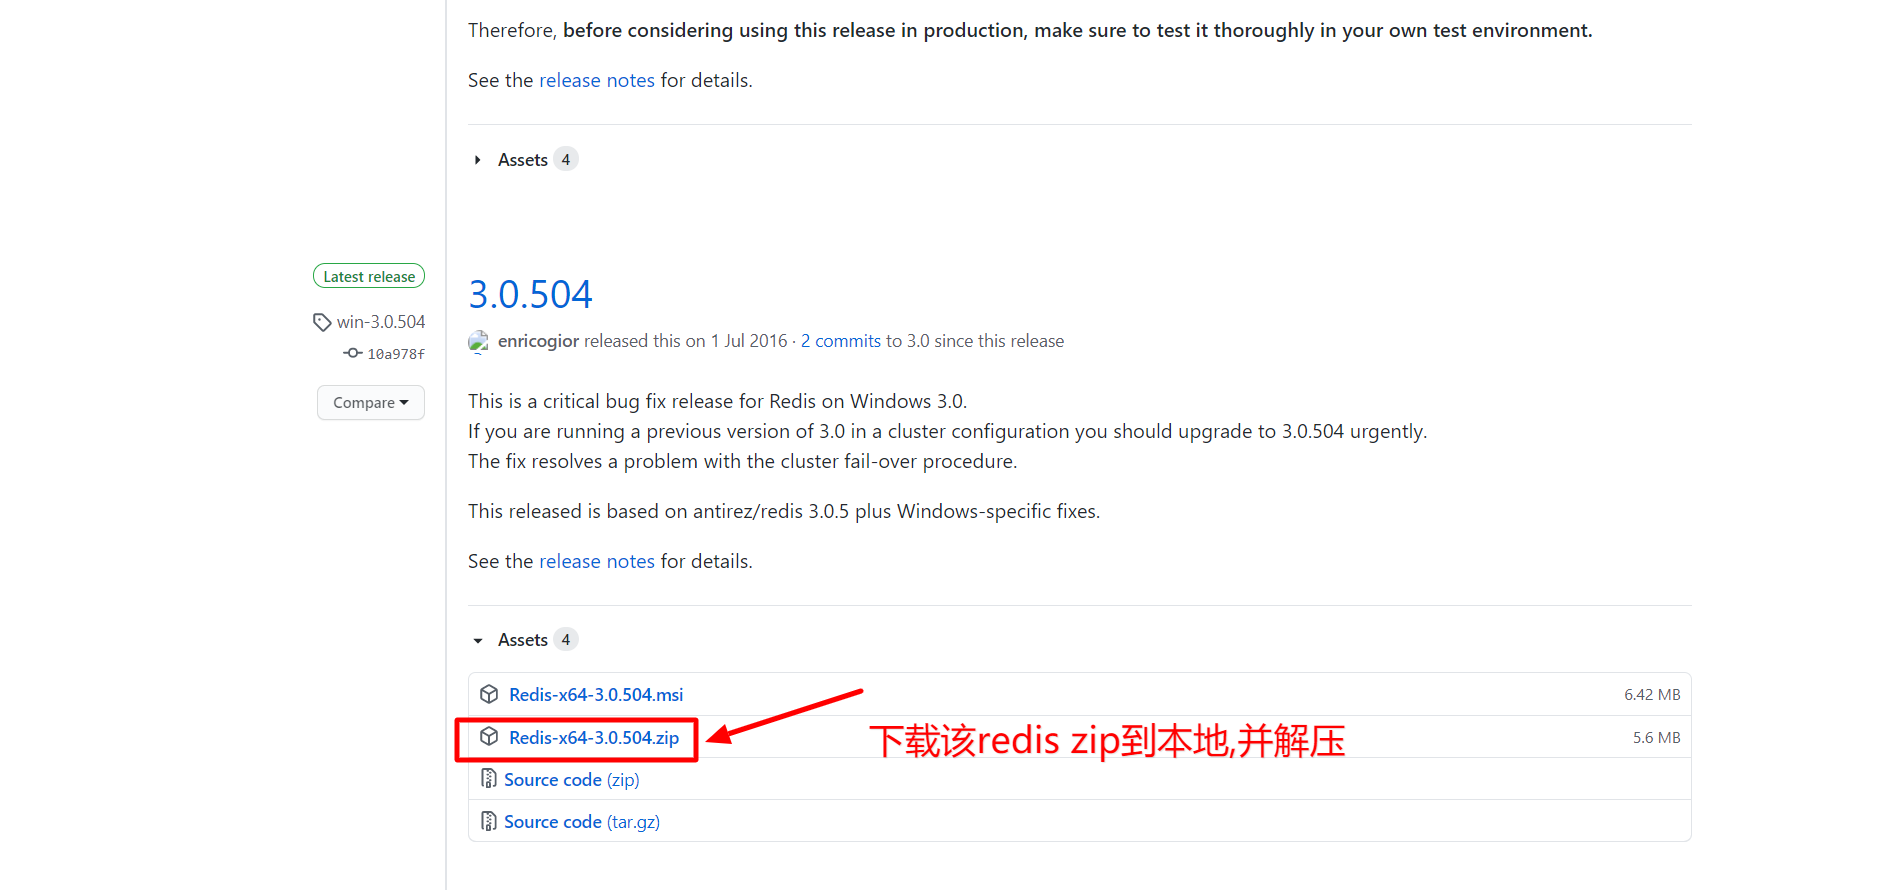 Therefore, before considering using this release in production, make sure to test it thoroughly in your own test environment.
See the release notes for details.
Assets 4
Latest release
win-3.0.504
10a978f
Compare
3.0.504
enricogior released this on 1 Jul 2016 · 2 commits to 3.0 since this release
This is a critical bug fix release for Redis on Windows 3.0.
If you are running a previous version of 3.0 in a cluster configuration you should upgrade to 3.0.504 urgently.
The fix resolves a problem with the cluster fail-over procedure.
This released is based on antirez/redis 3.0.5 plus Windows-specific fixes.
See the release notes for details.
Assets 4
Redis-x64-3.0.504.msi 6.42 MB
Redis-x64-3.0.504.zip 下载该redis zip到本地,并解压 5.6 MB
Source code (zip)
Source code (tar.gz)